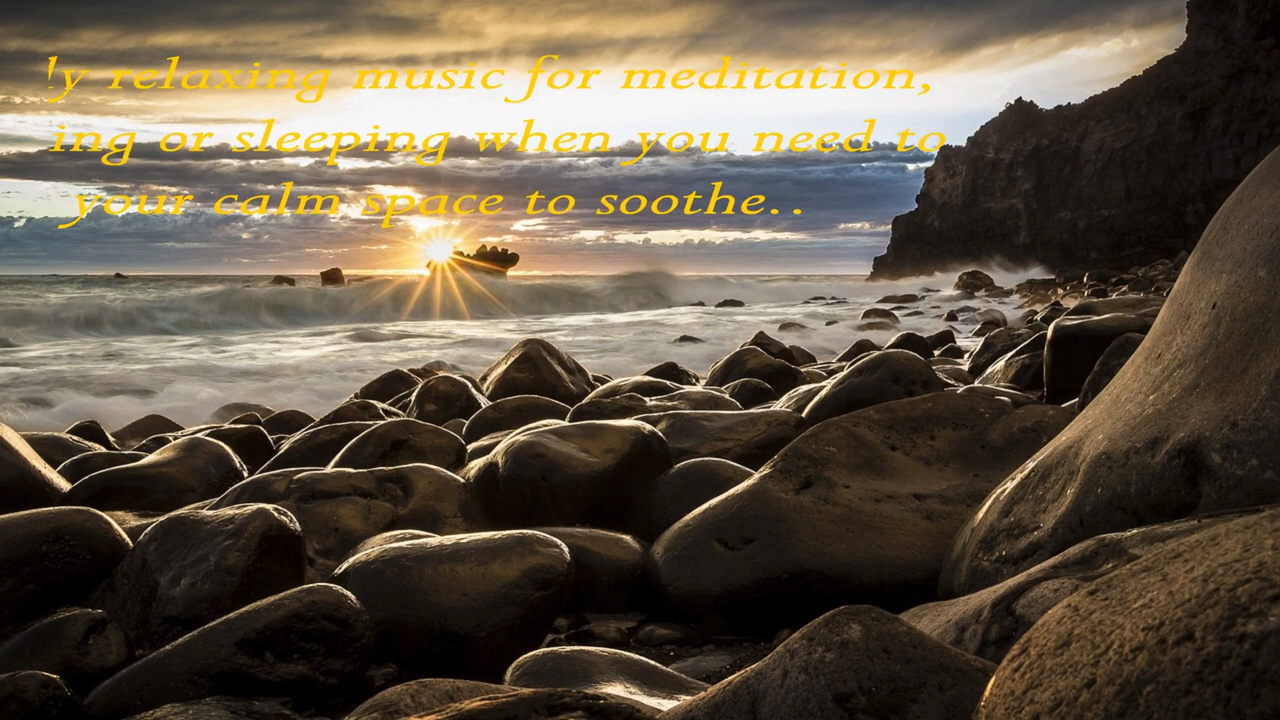 !y relaxing music for meditation,
ing or sleeping when you need to
your calm space to soothe..